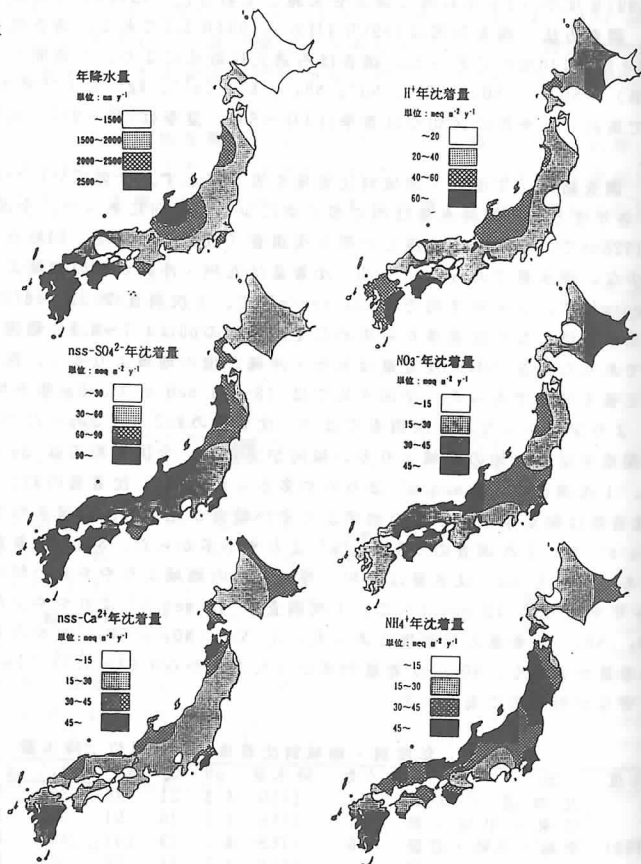 年降水量
単位：mm y⁻¹
～1500
1500～2000
2000～2500
2500～
H⁺年沈着量
単位：meq m⁻² y⁻¹
～20
20～40
40～60
60～
nss-SO₄²⁻年沈着量
単位：meq m⁻² y⁻¹
～30
30～60
60～90
90～
NO₃⁻年沈着量
単位：meq m⁻² y⁻¹
～15
15～30
30～45
45～
nss-Ca²⁺年沈着量
単位：meq m⁻² y⁻¹
～15
15～30
30～45
45～
NH₄⁺年沈着量
単位：meq m⁻² y⁻¹
～15
15～30
30～45
45～